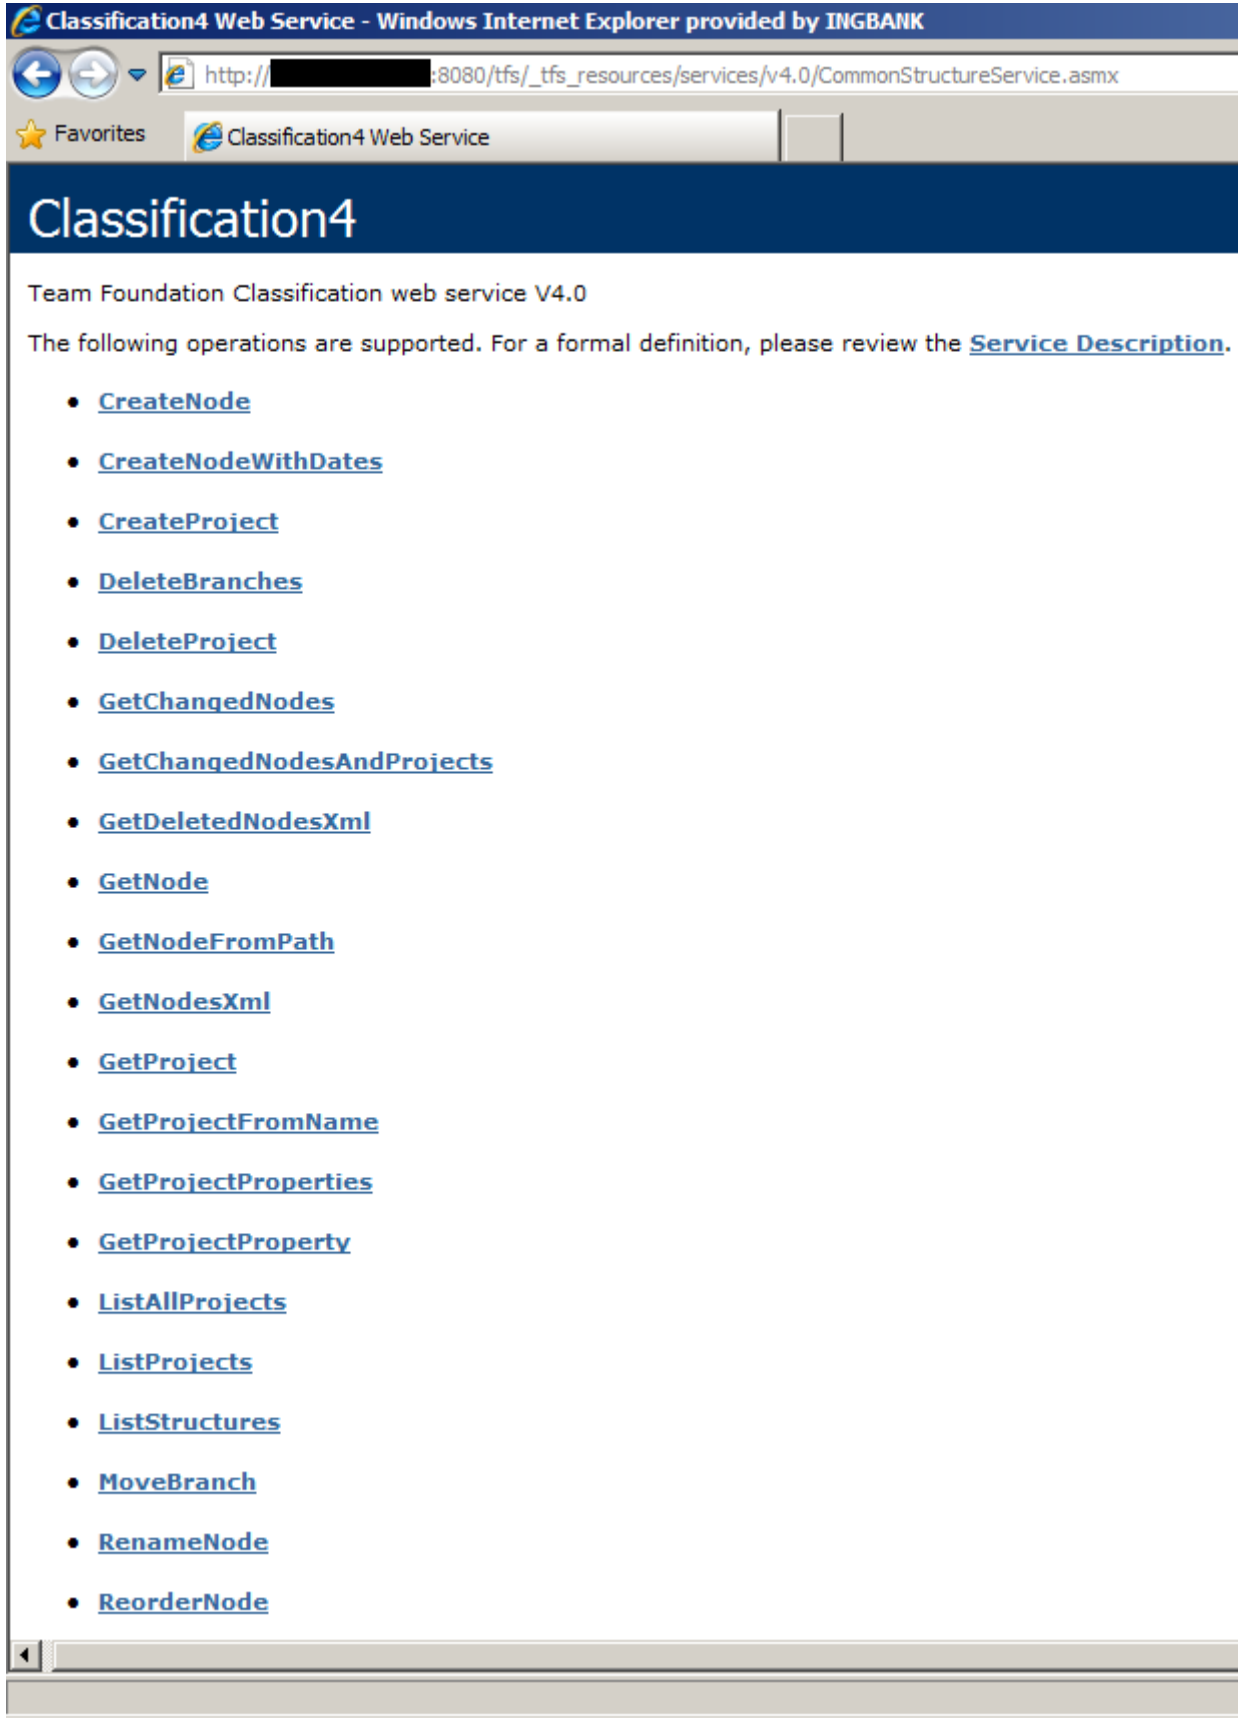 Classification4 Web Service - Windows Internet Explorer provided by INGBANK
http:// :8080/tfs/_tfs_resources/services/v4.0/CommonStructureService.asmx
Favorites Classification4 Web Service
Classification4
Team Foundation Classification web service V4.0
The following operations are supported. For a formal definition, please review the Service Description.
CreateNode
CreateNodeWithDates
CreateProject
DeleteBranches
DeleteProject
GetChangedNodes
GetChangedNodesAndProjects
GetDeletedNodesXml
GetNode
GetNodeFromPath
GetNodesXml
GetProject
GetProjectFromName
GetProjectProperties
GetProjectProperty
ListAllProjects
ListProjects
ListStructures
MoveBranch
RenameNode
ReorderNode